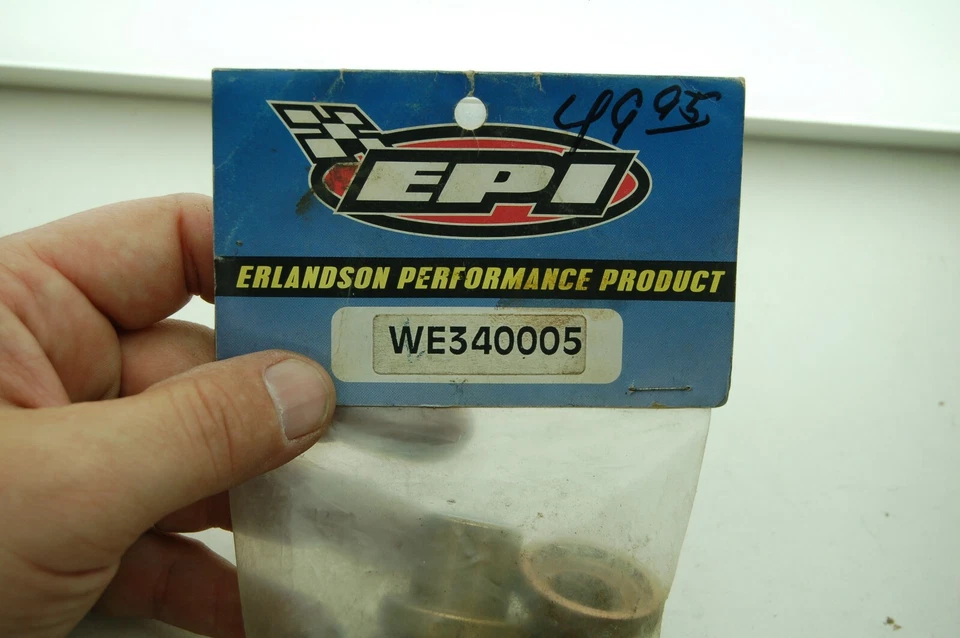 49 95
EPI
ERLANDSON PERFORMANCE PRODUCT
WE340005